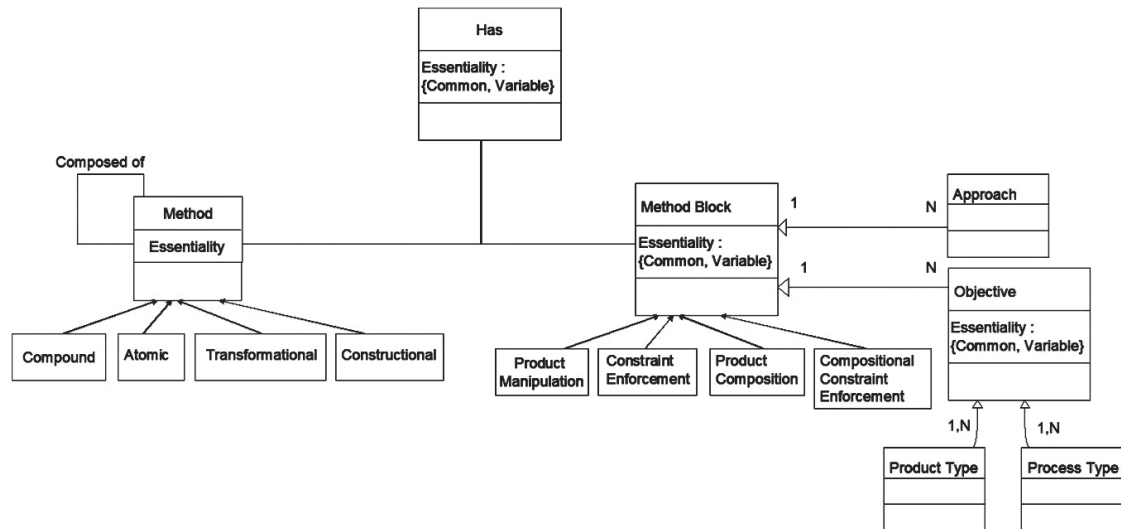 Has
Essentiality :
{Common, Variable}
Composed of
Method
Essentiality
Compound
Atomic
Transformational
Constructional
Method Block
Essentiality :
{Common, Variable}
Product
Manipulation
Constraint
Enforcement
Product
Composition
Compositional
Constraint
Enforcement
1
N
Approach
1
N
Objective
Essentiality :
{Common, Variable}
1,N
1,N
Product Type
Process Type